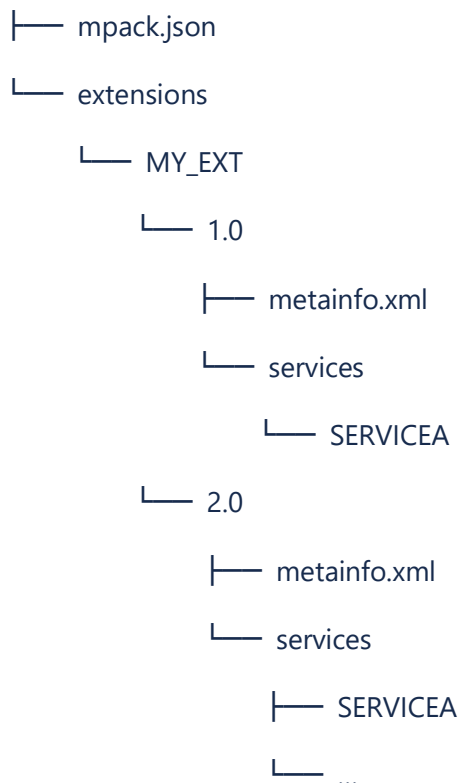 ├── mpack.json
└── extensions
└── MY_EXT
└── 1.0
├── metainfo.xml
└── services
└── SERVICEA
└── 2.0
├── metainfo.xml
└── services
├── SERVICEA
└── ...